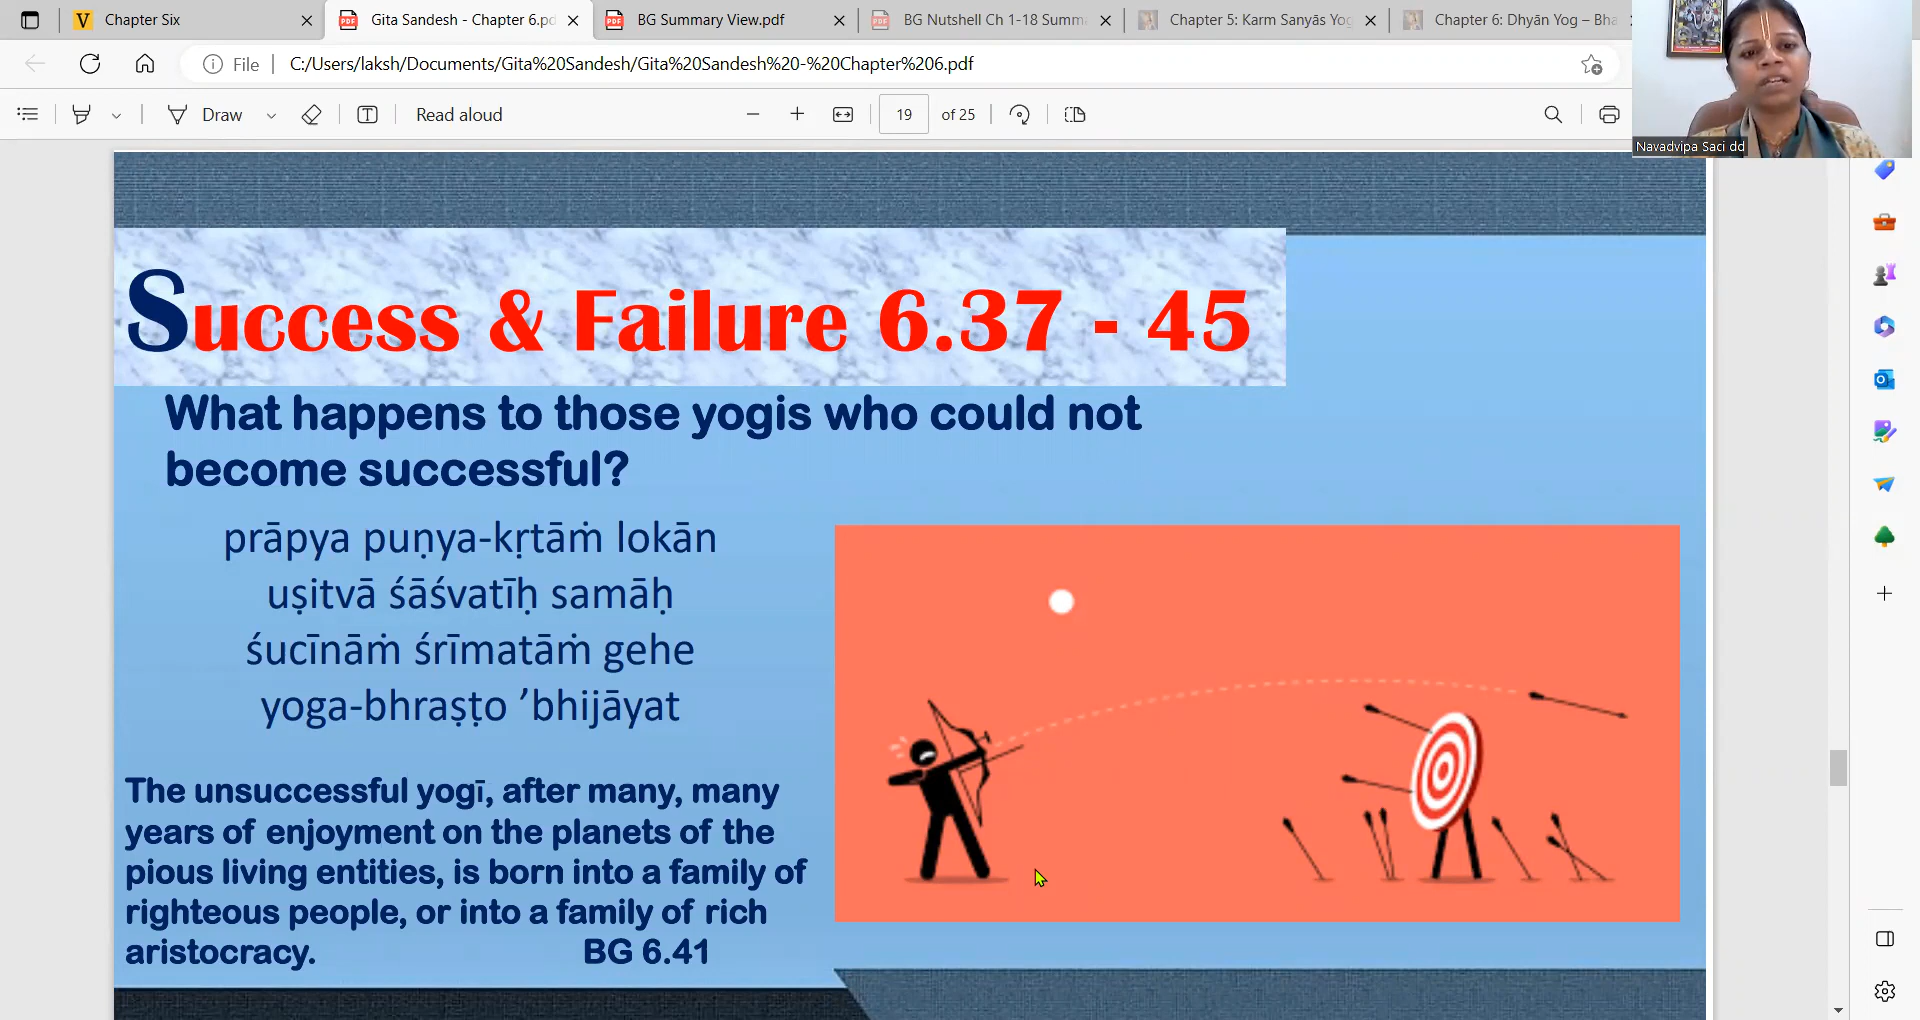 Chapter Six
Gita Sandesh - Chapter 6.pd
BG Summary View.pdf
BG Nutshell Ch 1-18 Summ
Chapter 5: Karm Sanyās Yog
Chapter 6: Dhyān Yog – Bha
File
C:/Users/laksh/Documents/Gita%20Sandesh/Gita%20Sandesh%20-%20Chapter%206.pdf
Draw
Read aloud
19 of 25
Navadvipa Saci dd
Success & Failure 6.37 - 45
What happens to those yogis who could not
become successful?
prāpya puṇya-kṛtāṁ lokān
uṣitvā śāśvatīḥ samāḥ
śucīnāṁ śrīmatāṁ gehe
yoga-bhraṣṭo ’bhijāyat
The unsuccessful yogī, after many, many
years of enjoyment on the planets of the
pious living entities, is born into a family of
righteous people, or into a family of rich
aristocracy. BG 6.41